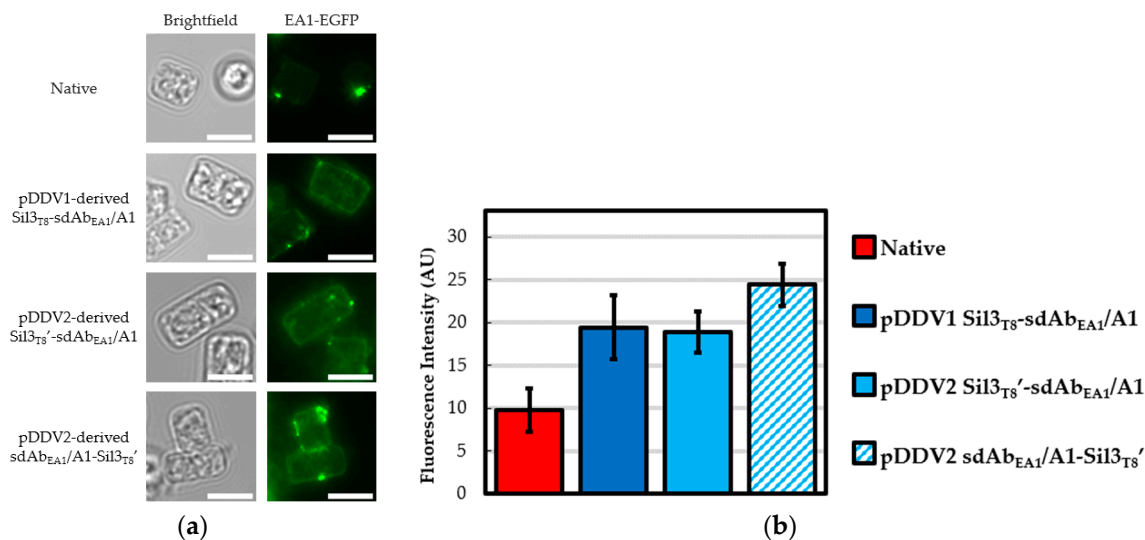 Brightfield EA1-EGFP
Native
pDDV1-derived
Sil3T8-sdAbEA1/A1
pDDV2-derived
Sil3T8'-sdAbEA1/A1
pDDV2-derived
sdAbEA1/A1-Sil3T8'
(a)
Fluorescence Intensity (AU)
30
25
20
15
10
5
0
Native
pDDV1 Sil3T8-sdAbEA1/A1
pDDV2 Sil3T8'-sdAbEA1/A1
pDDV2 sdAbEA1/A1-Sil3T8'
(b)